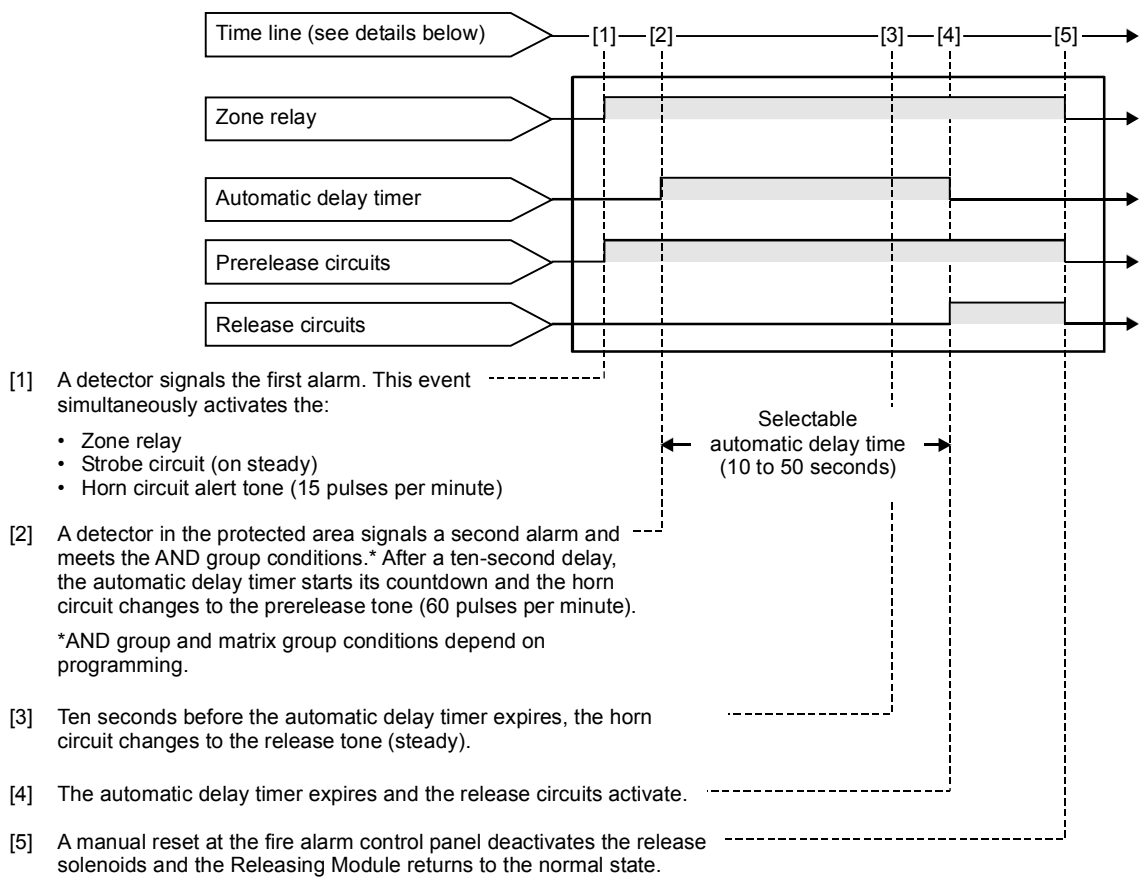 Time line (see details below)
[1] [2] [3] [4] [5]
Zone relay
Automatic delay timer
Prerelease circuits
Release circuits
[1] A detector signals the first alarm. This event
simultaneously activates the:
• Zone relay
• Strobe circuit (on steady)
• Horn circuit alert tone (15 pulses per minute)
Selectable
automatic delay time
(10 to 50 seconds)
[2] A detector in the protected area signals a second alarm and
meets the AND group conditions.* After a ten-second delay,
the automatic delay timer starts its countdown and the horn
circuit changes to the prerelease tone (60 pulses per minute).
*AND group and matrix group conditions depend on
programming.
[3] Ten seconds before the automatic delay timer expires, the horn
circuit changes to the release tone (steady).
[4] The automatic delay timer expires and the release circuits activate.
[5] A manual reset at the fire alarm control panel deactivates the release
solenoids and the Releasing Module returns to the normal state.